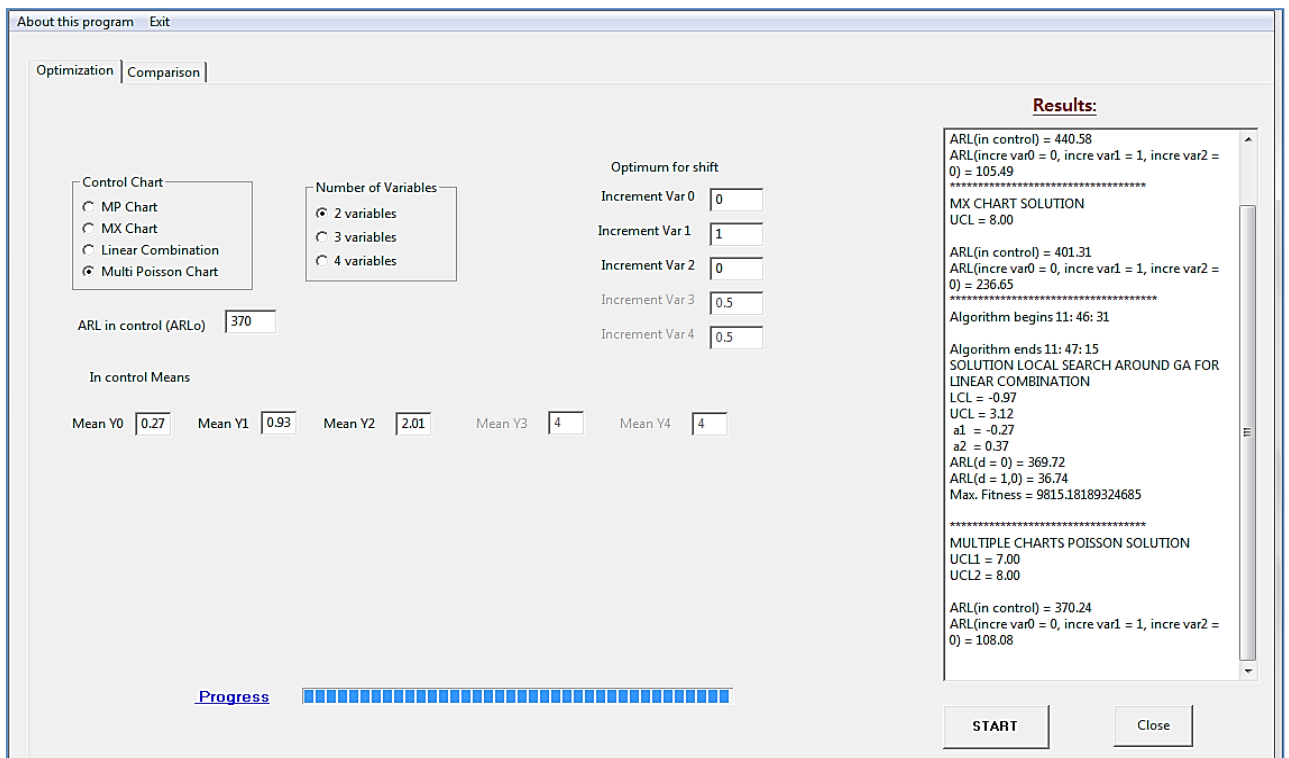 About this program Exit
Optimization Comparison
Control Chart
MP Chart
MX Chart
Linear Combination
Multi Poisson Chart
Number of Variables
2 variables
3 variables
4 variables
Optimum for shift
Increment Var 0 0
Increment Var 1 1
Increment Var 2 0
Increment Var 3 0.5
Increment Var 4 0.5
ARL in control (ARLo) 370
In control Means
Mean Y0 0.27 Mean Y1 0.93 Mean Y2 2.01 Mean Y3 4 Mean Y4 4
Progress
Results:
ARL(in control) = 440.58
ARL(incre var0 = 0, incre var1 = 1, incre var2 =
0) = 105.49
***********************************
MX CHART SOLUTION
UCL = 8.00
ARL(in control) = 401.31
ARL(incre var0 = 0, incre var1 = 1, incre var2 =
0) = 236.65
*************************************
Algorithm begins 11: 46: 31
Algorithm ends 11: 47: 15
SOLUTION LOCAL SEARCH AROUND GA FOR
LINEAR COMBINATION
LCL = -0.97
UCL = 3.12
a1 = -0.27
a2 = 0.37
ARL(d = 0) = 369.72
ARL(d = 1,0) = 36.74
Max. Fitness = 9815.18189324685
***********************************
MULTIPLE CHARTS POISSON SOLUTION
UCL1 = 7.00
UCL2 = 8.00
ARL(in control) = 370.24
ARL(incre var0 = 0, incre var1 = 1, incre var2 =
0) = 108.08
START Close